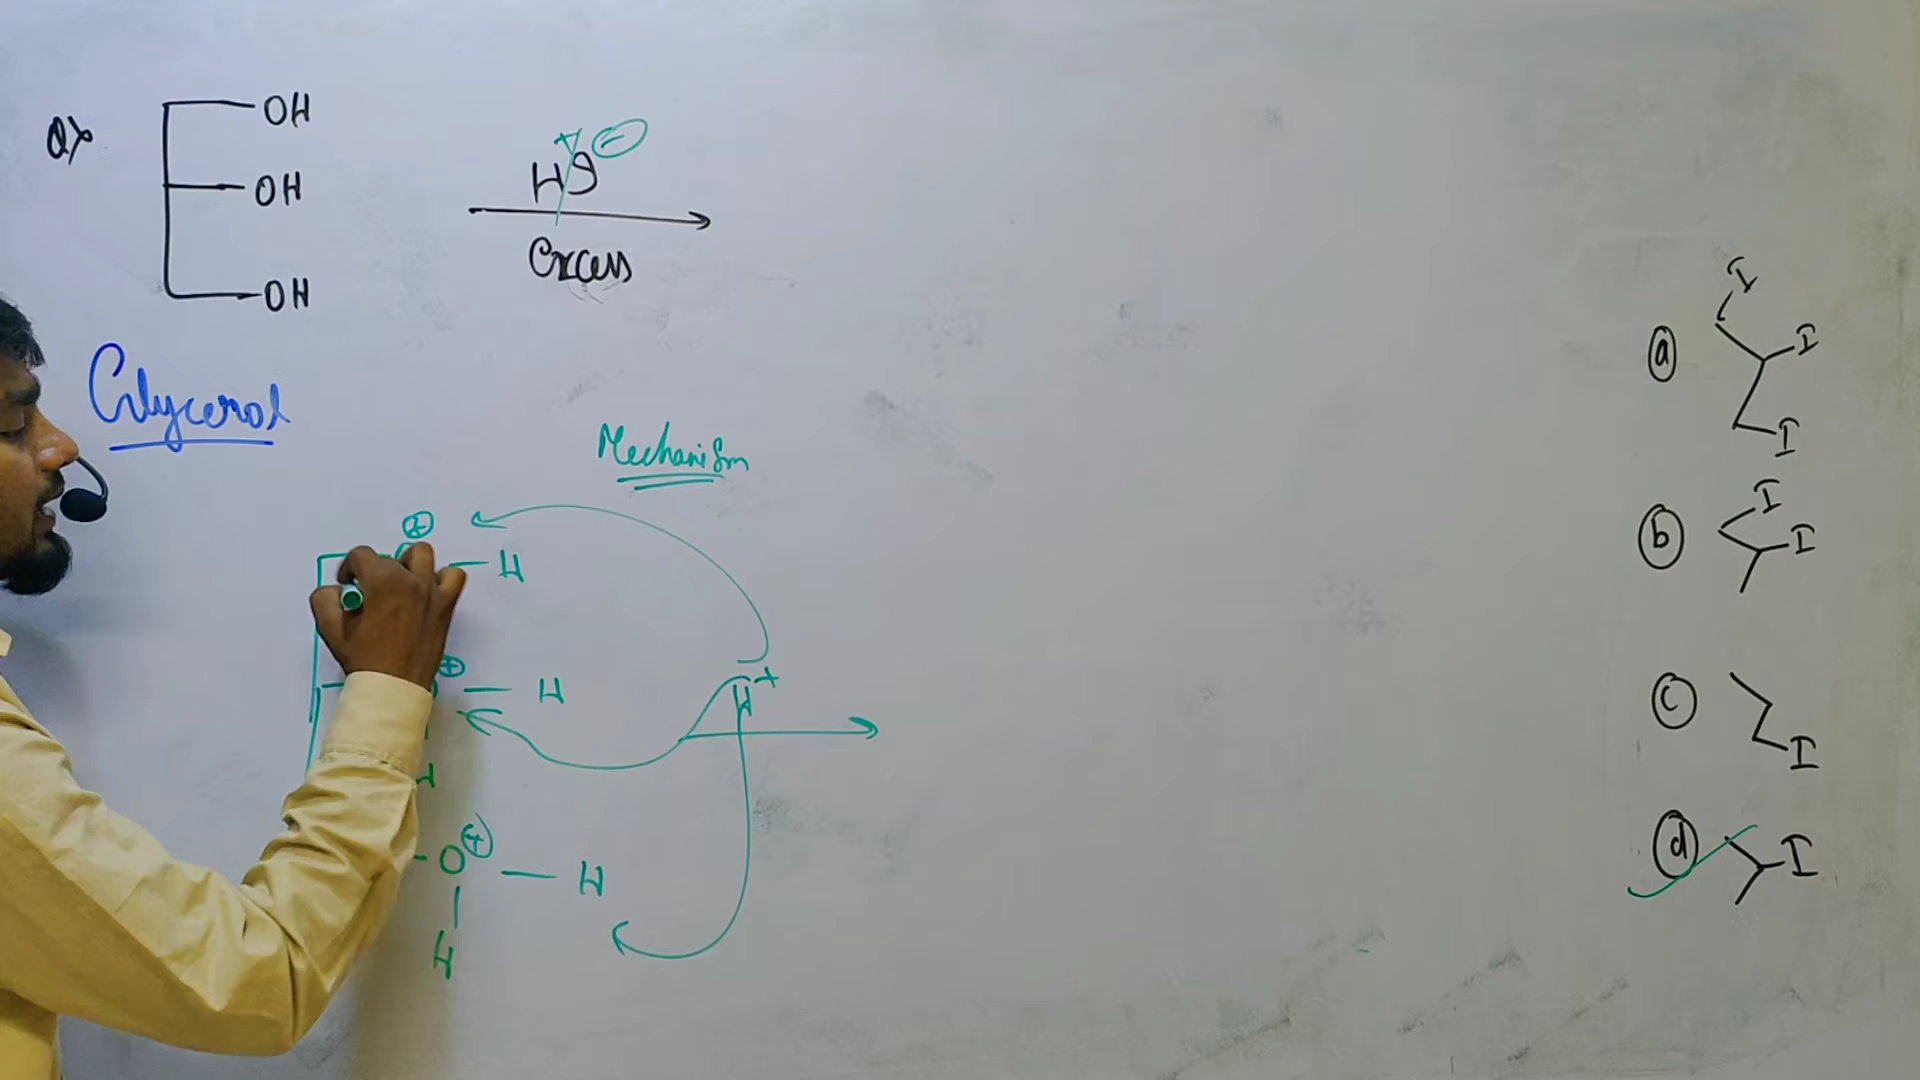 Q>
OH
OH
OH
HI
+
-
Excess
Glycerol
Mechanism
+
H
+
H
H
O
+
H
H
H
+
a
I
I
I
b
I
I
c
I
d
I